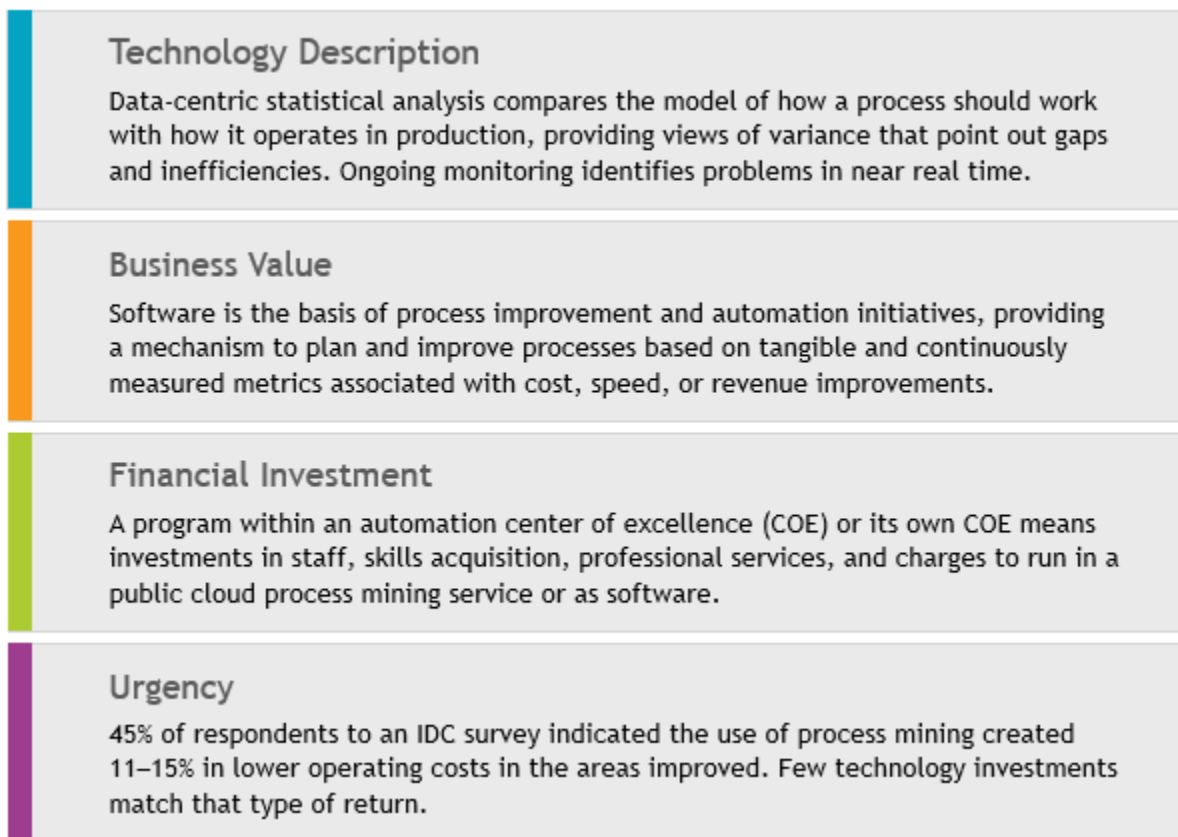 Technology Description
Data-centric statistical analysis compares the model of how a process should work
with how it operates in production, providing views of variance that point out gaps
and inefficiencies. Ongoing monitoring identifies problems in near real time.
Business Value
Software is the basis of process improvement and automation initiatives, providing
a mechanism to plan and improve processes based on tangible and continuously
measured metrics associated with cost, speed, or revenue improvements.
Financial Investment
A program within an automation center of excellence (COE) or its own COE means
investments in staff, skills acquisition, professional services, and charges to run in a
public cloud process mining service or as software.
Urgency
45% of respondents to an IDC survey indicated the use of process mining created
11–15% in lower operating costs in the areas improved. Few technology investments
match that type of return.